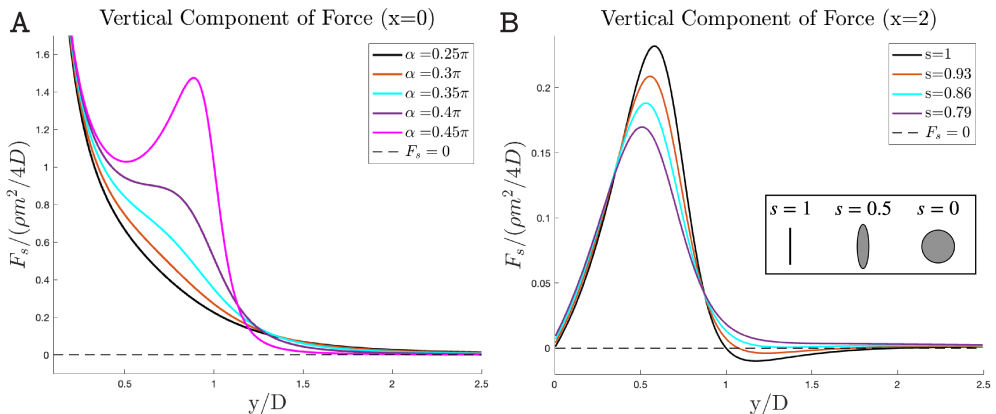 A
Vertical Component of Force (x=0)
F_s/(ρm²/4D)
1.6
1.4
1.2
1
0.8
0.6
0.4
0.2
0
0.5
1
1.5
2
2.5
y/D
α =0.25π
α =0.3π
α =0.35π
α =0.4π
α =0.45π
F_s = 0
B
Vertical Component of Force (x=2)
F_s/(ρm²/4D)
0.2
0.15
0.1
0.05
0
0
0.5
1
1.5
2
2.5
y/D
s=1
s=0.93
s=0.86
s=0.79
F_s = 0
s = 1 s = 0.5 s = 0